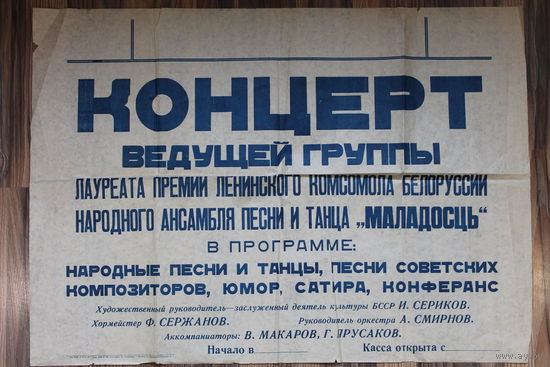 КОНЦЕРТ
ВЕДУЩЕЙ ГРУППЫ
ЛАУРЕАТА ПРЕМИИ ЛЕНИНСКОГО КОМСОМОЛА БЕЛОРУССИИ
НАРОДНОГО АНСАМБЛЯ ПЕСНИ И ТАНЦА „МАЛАДОСЦЬ“
В ПРОГРАММЕ:
НАРОДНЫЕ ПЕСНИ И ТАНЦЫ, ПЕСНИ СОВЕТСКИХ
КОМПОЗИТОРОВ, ЮМОР, САТИРА, КОНФЕРАНС
Художественный руководитель—заслуженный деятель культуры БССР И. СЕРИКОВ.
Хормейстер Ф. СЕРЖАНОВ. Руководитель оркестра А. СМИРНОВ.
Аккомпаниаторы: В. МАКАРОВ, Г. ПРУСАКОВ.
Начало в Касса открыта с